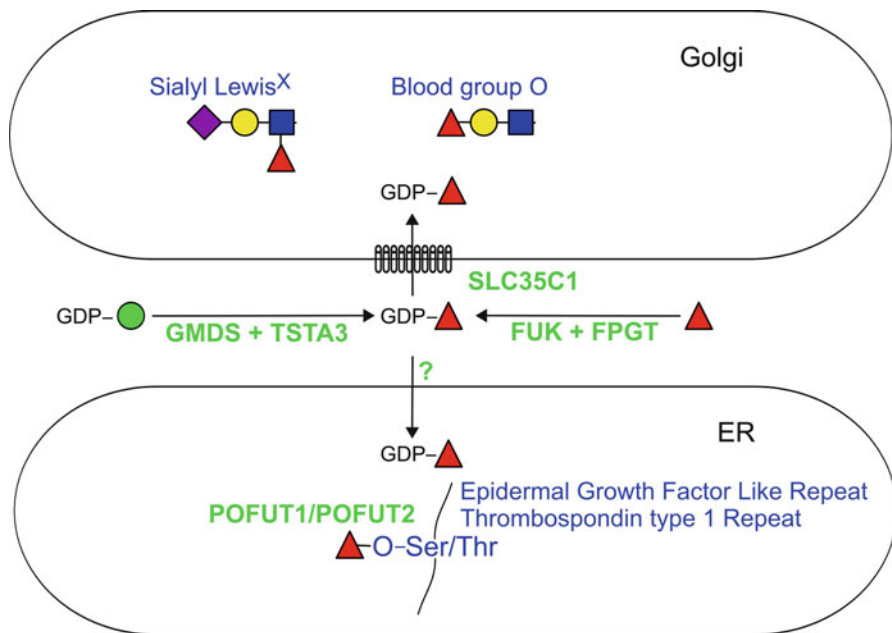 Golgi
Sialyl Lewisˣ
Blood group O
GDP–
SLC35C1
GDP–
GDP–
GMDS + TSTA3
FUK + FPGT
?
ER
GDP–
Epidermal Growth Factor Like Repeat
Thrombospondin type 1 Repeat
POFUT1/POFUT2
O–Ser/Thr